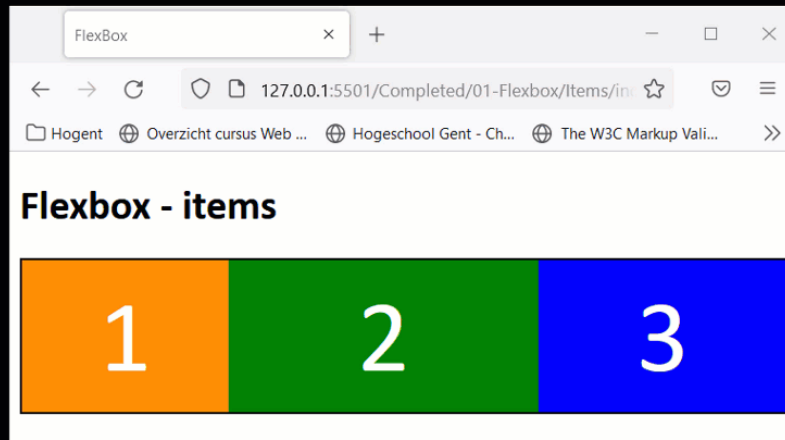 FlexBox
127.0.0.1:5501/Completed/01-Flexbox/Items/in
Hogent Overzicht cursus Web ... Hogeschool Gent - Ch... The W3C Markup Vali...
Flexbox - items
1 2 3